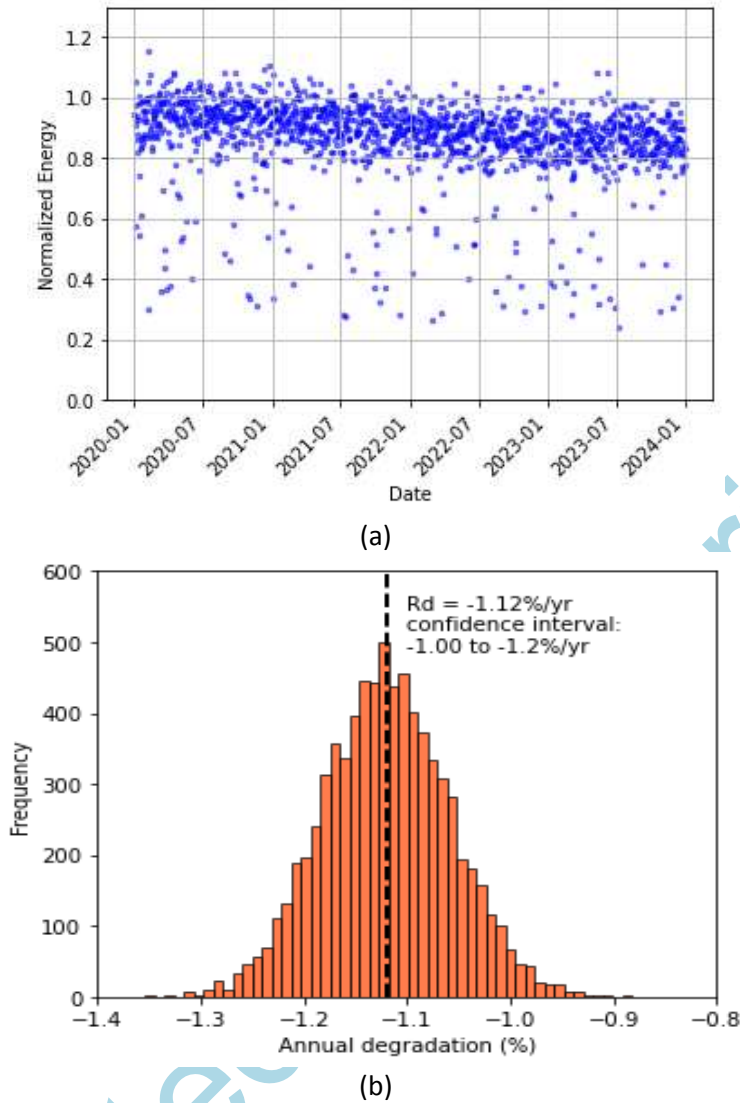 1.2
1.0
0.8
0.6
0.4
0.2
0.0
Normalized Energy
2020-01
2020-07
2021-01
2021-07
2022-01
2022-07
2023-01
2023-07
2024-01
Date
(a)
600
500
400
300
200
100
0
Frequency
Rd = -1.12%/yr
confidence interval:
-1.00 to -1.2%/yr
−1.4 −1.3 −1.2 −1.1 −1.0 −0.9 −0.8
Annual degradation (%)
(b)